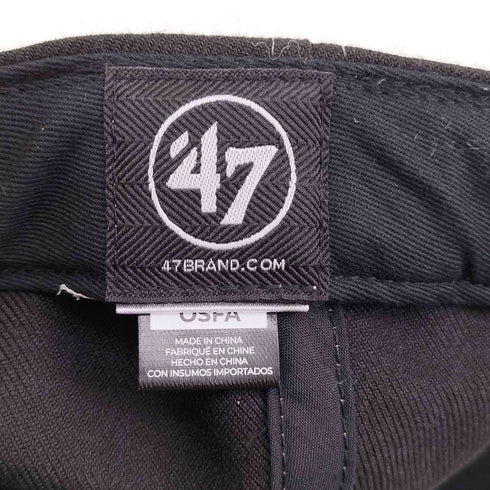 '47
47BRAND.COM
OSFA
MADE IN CHINA
FABRIQUÉ EN CHINE
HECHO EN CHINA
CON INSUMOS IMPORTADOS